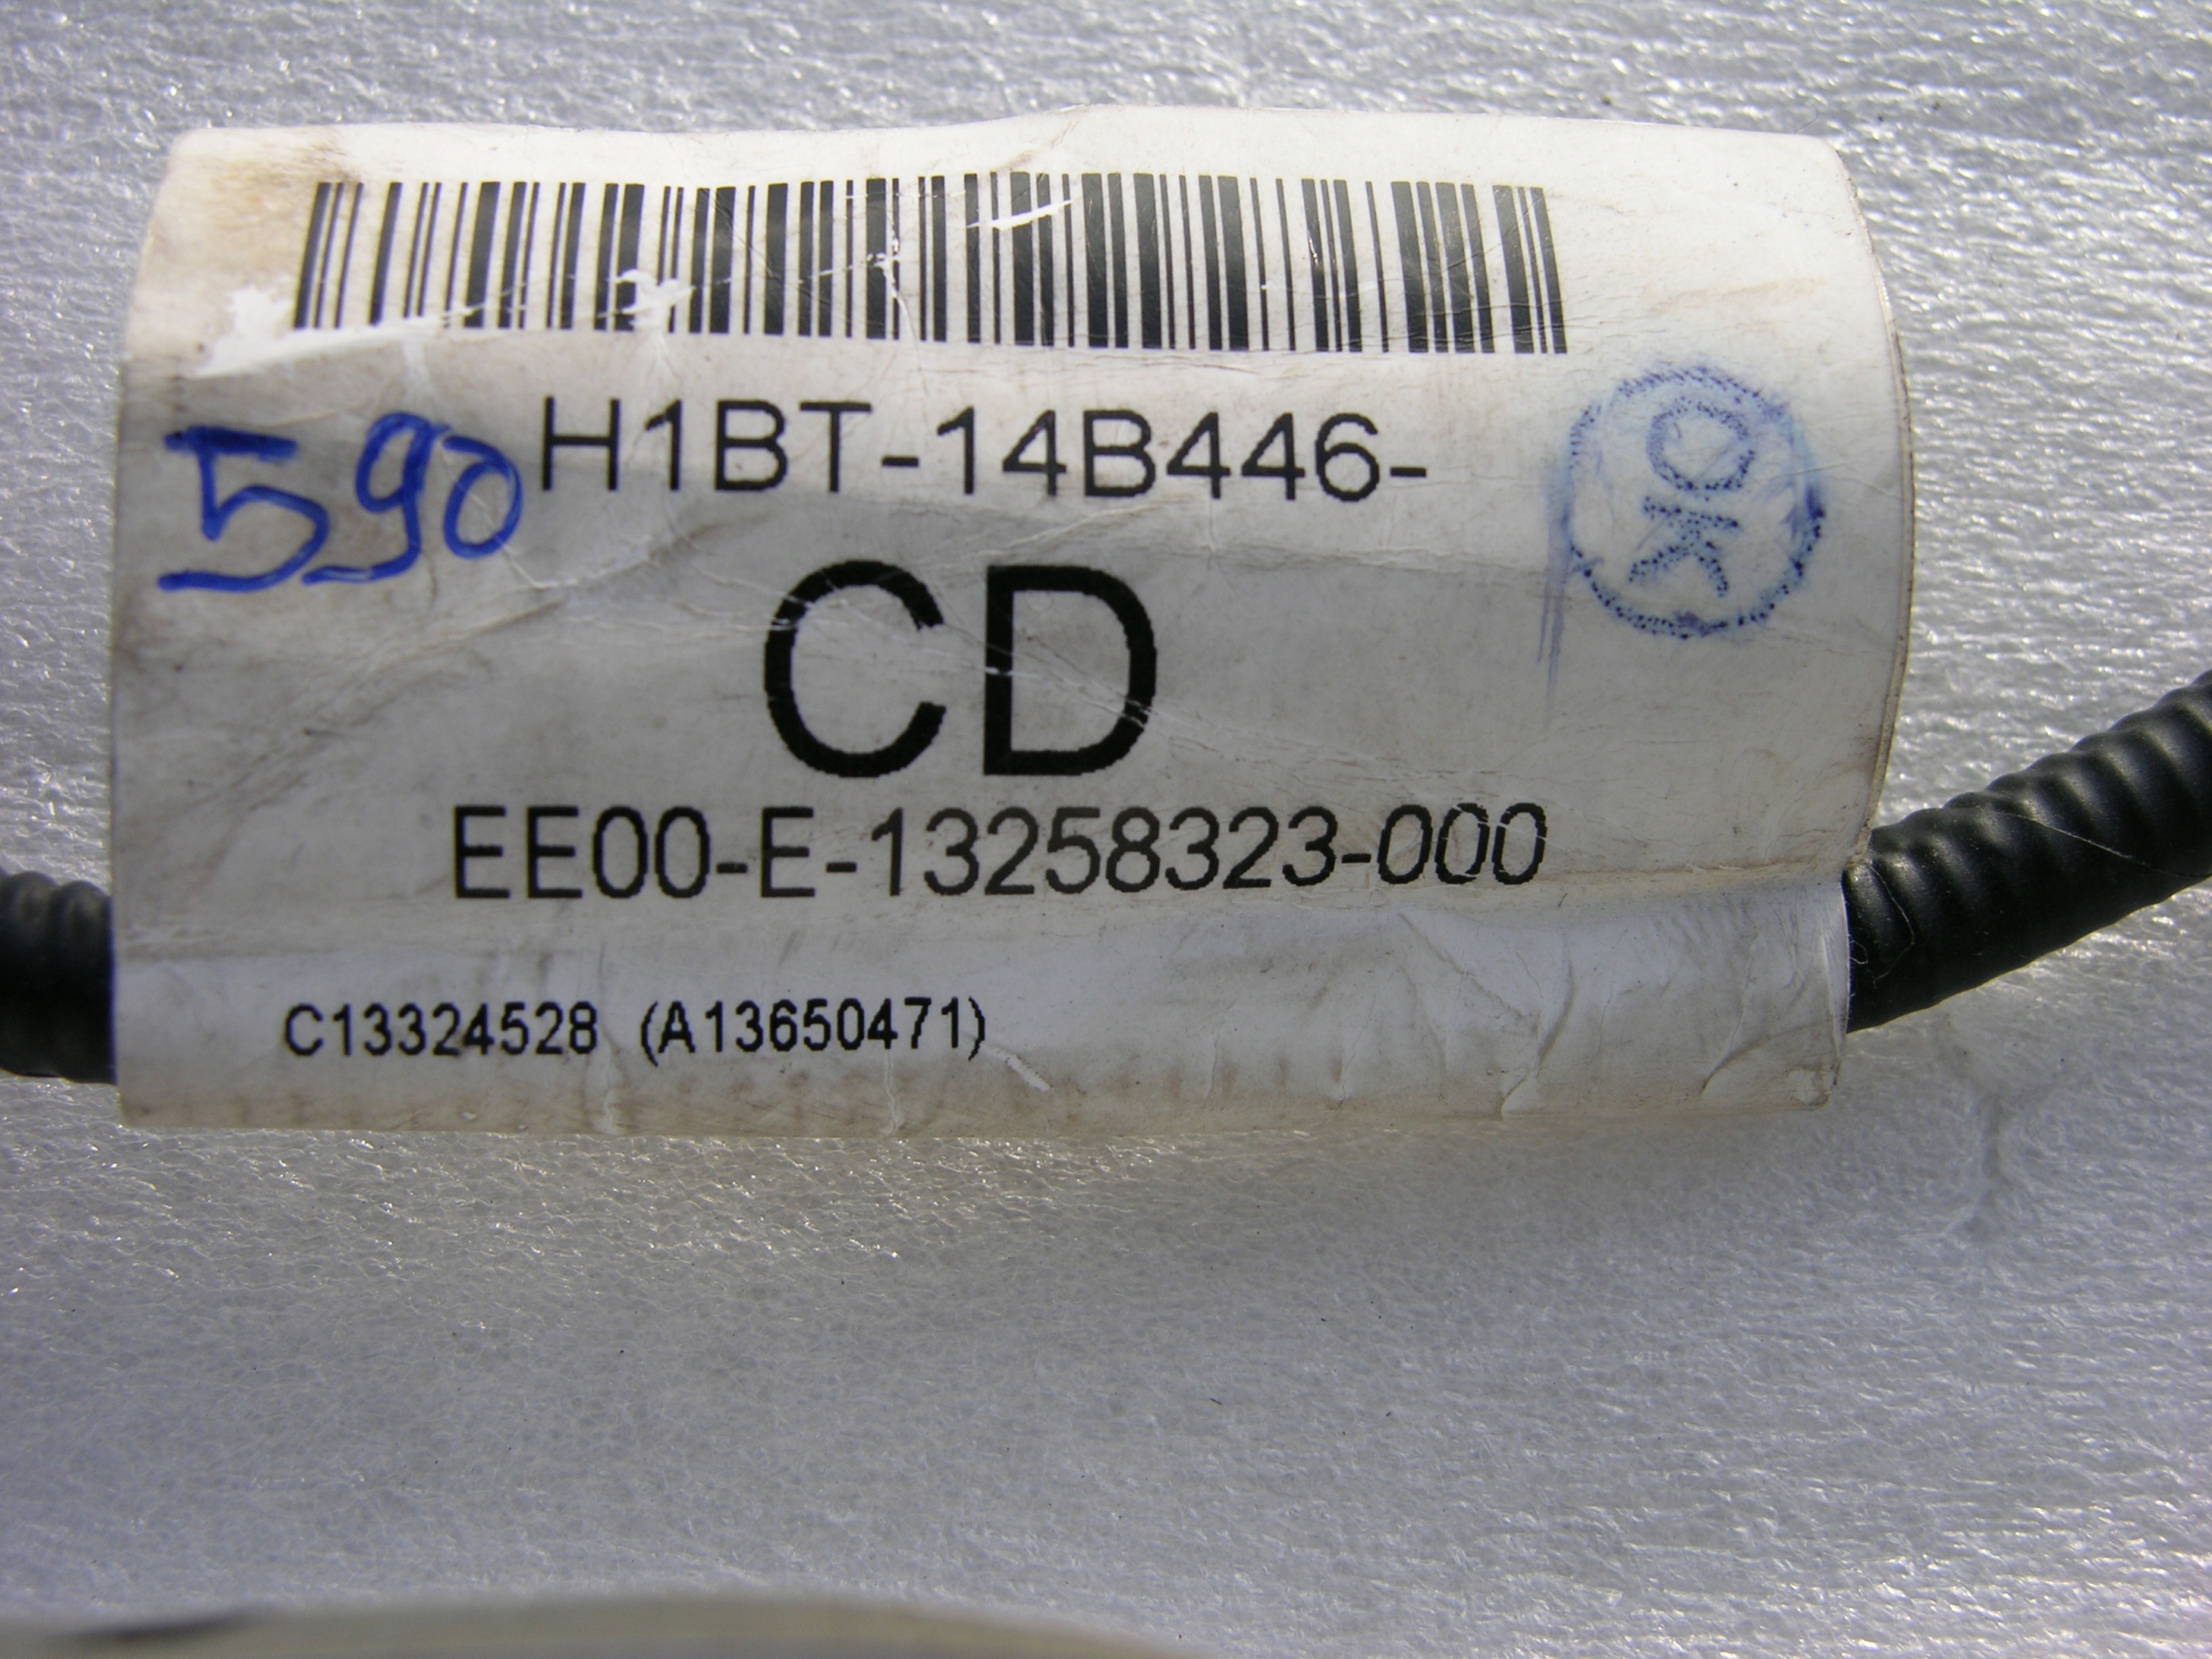 590 H1BT-14B446-
OK
CD
EE00-E-13258323-000
C13324528 (A13650471)